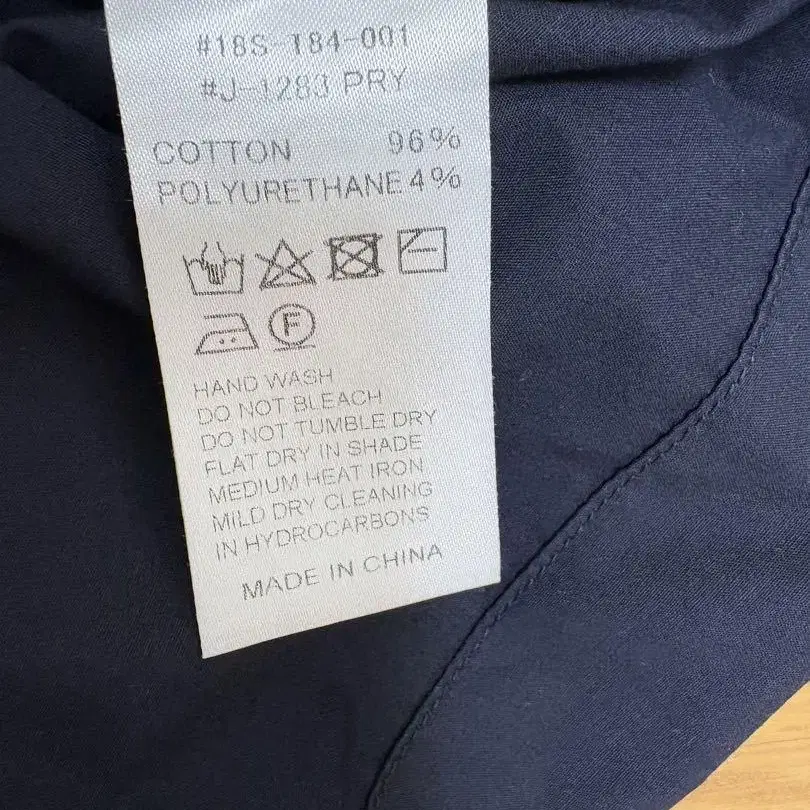 #18S-T84-001
#J-1283 PRY
COTTON 96%
POLYURETHANE 4%
F
HAND WASH
DO NOT BLEACH
DO NOT TUMBLE DRY
FLAT DRY IN SHADE
MEDIUM HEAT IRON
MILD DRY CLEANING
IN HYDROCARBONS
MADE IN CHINA